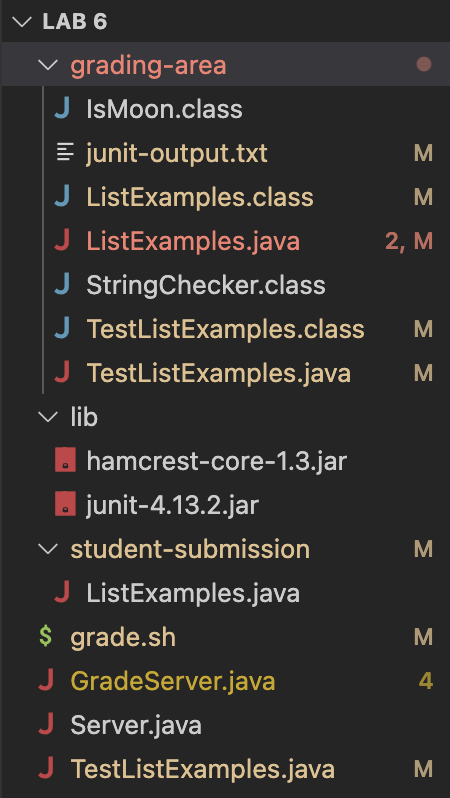 LAB 6
grading-area
IsMoon.class
junit-output.txt M
ListExamples.class M
ListExamples.java 2, M
StringChecker.class
TestListExamples.class M
TestListExamples.java M
lib
hamcrest-core-1.3.jar
junit-4.13.2.jar
student-submission M
ListExamples.java
$ grade.sh M
GradeServer.java 4
Server.java
TestListExamples.java M